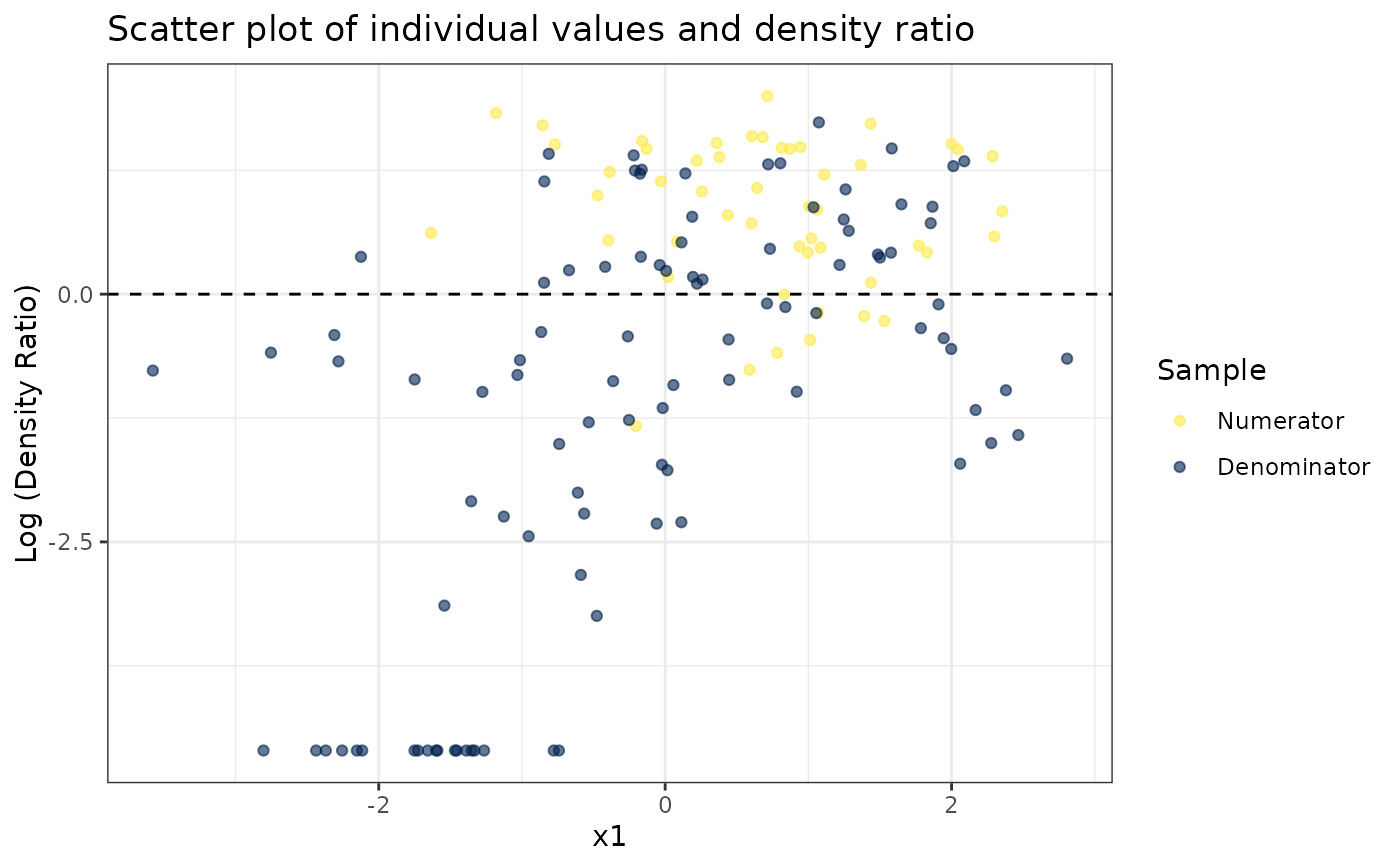 Scatter plot of individual values and density ratio
Log (Density Ratio)
0.0
-2.5
-2
0
2
x1
Sample
Numerator
Denominator